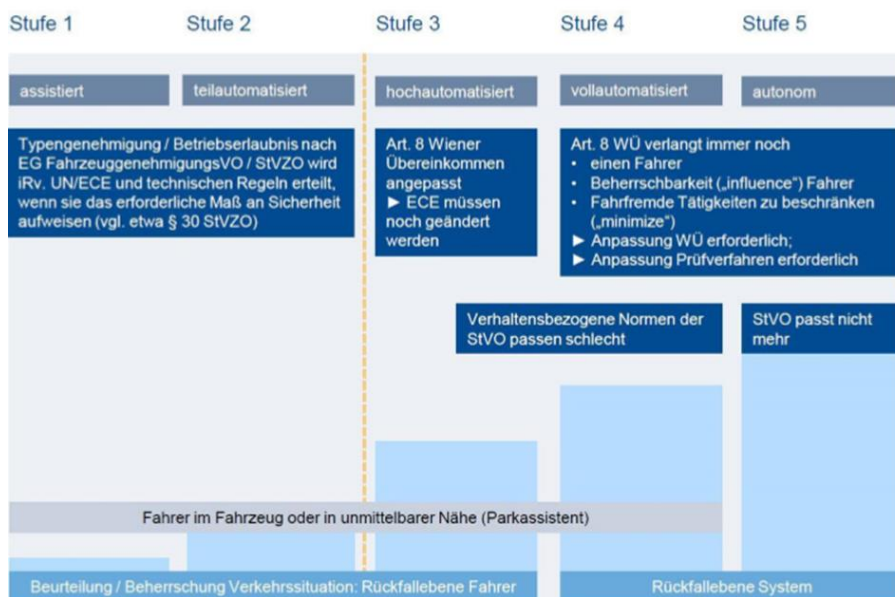 Stufe 1
Stufe 2
Stufe 3
Stufe 4
Stufe 5
assistiert
teilautomatisiert
hochautomatisiert
vollautomatisiert
autonom
Typengenehmigung / Betriebserlaubnis nach
EG FahrzeuggenehmigungsVO / StVZO wird
iRv. UN/ECE und technischen Regeln erteilt,
wenn sie das erforderliche Maß an Sicherheit
aufweisen (vgl. etwa § 30 StVZO)
Art. 8 Wiener
Übereinkommen
angepasst
► ECE müssen
noch geändert
werden
Art. 8 WÜ verlangt immer noch
• einen Fahrer
• Beherrschbarkeit („influence“) Fahrer
• Fahrfremde Tätigkeiten zu beschränken
(„minimize“)
► Anpassung WÜ erforderlich;
► Anpassung Prüfverfahren erforderlich
Verhaltensbezogene Normen der
StVO passen schlecht
StVO passt nicht
mehr
Fahrer im Fahrzeug oder in unmittelbarer Nähe (Parkassistent)
Beurteilung / Beherrschung Verkehrssituation: Rückfallebene Fahrer
Rückfallebene System